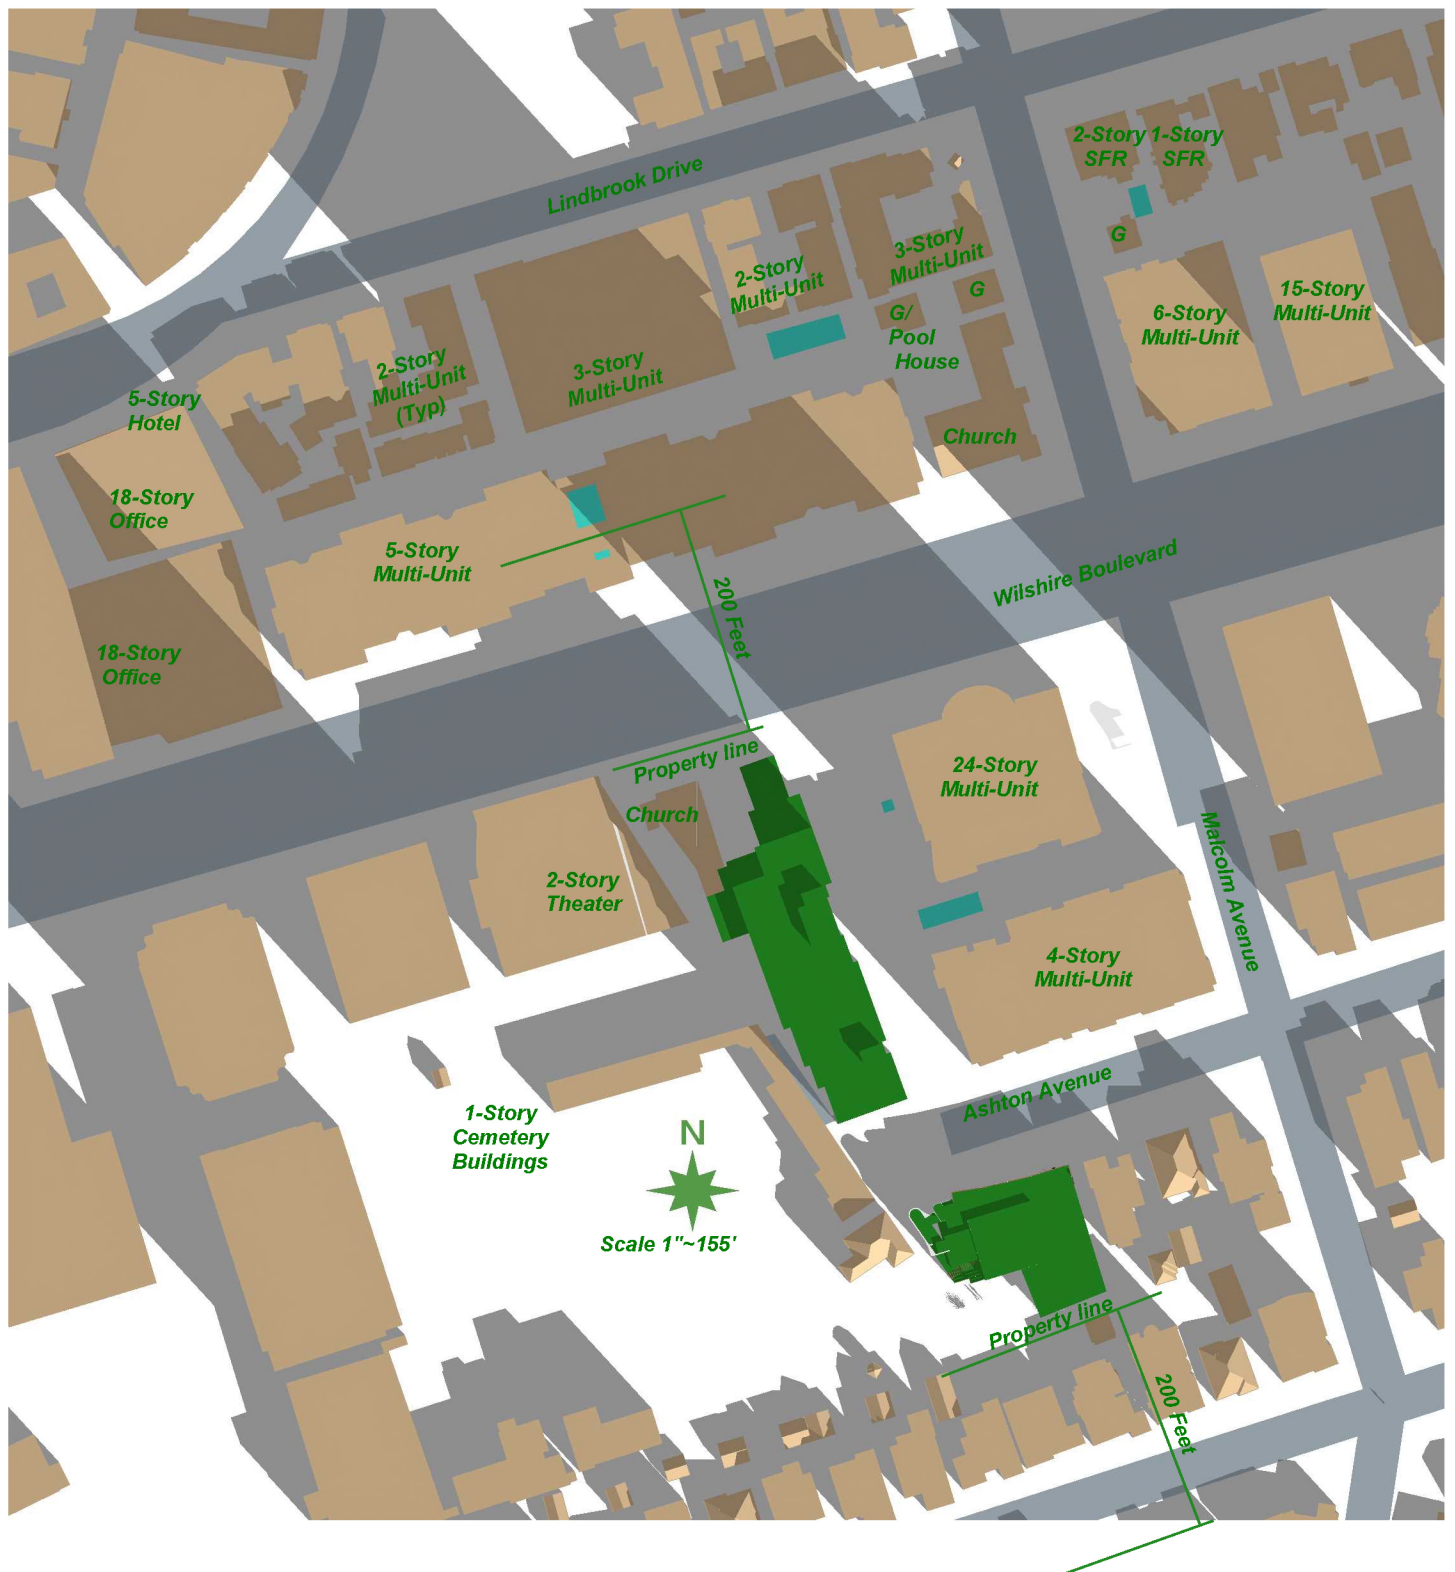 2-Story
SFR
1-Story
SFR
Lindbrook Drive
G
2-Story
Multi-Unit
3-Story
Multi-Unit
G
G/
Pool
House
15-Story
Multi-Unit
6-Story
Multi-Unit
5-Story
Hotel
2-Story
Multi-Unit
(Typ)
3-Story
Multi-Unit
Church
18-Story
Office
5-Story
Multi-Unit
200 Feet
Wilshire Boulevard
18-Story
Office
Property line
Church
24-Story
Multi-Unit
Malcolm Avenue
2-Story
Theater
4-Story
Multi-Unit
Ashton Avenue
1-Story
Cemetery
Buildings
N
Scale 1"~155'
Property line
200 Feet